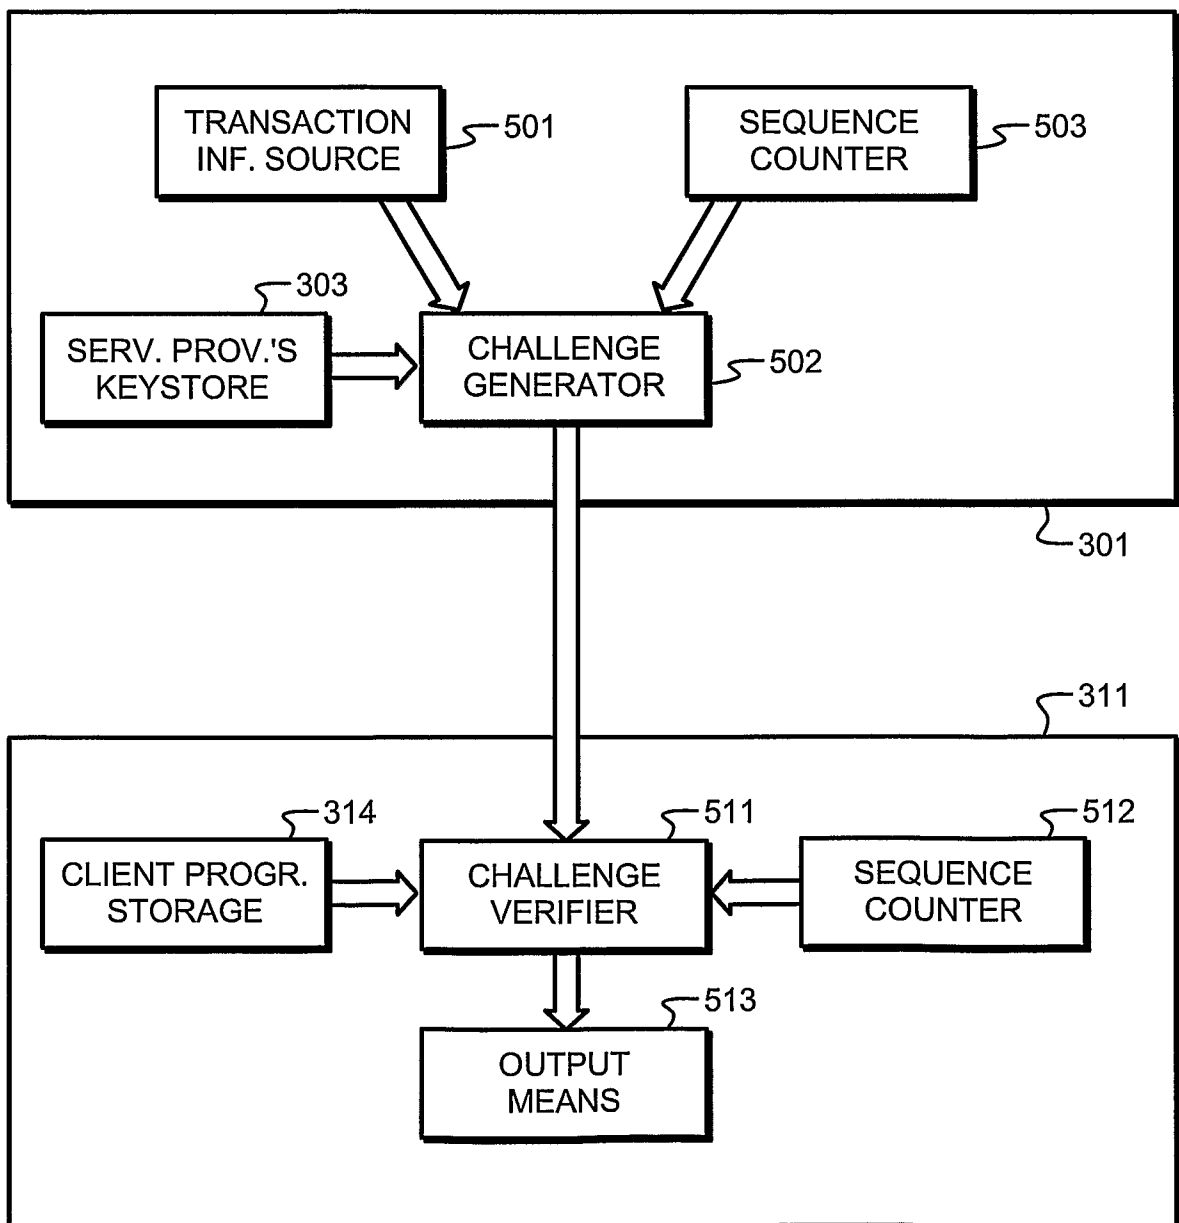 TRANSACTION
INF. SOURCE
501
SEQUENCE
COUNTER
503
303
SERV. PROV.'S
KEYSTORE
CHALLENGE
GENERATOR
502
301
311
314
CLIENT PROGR.
STORAGE
511
CHALLENGE
VERIFIER
512
SEQUENCE
COUNTER
513
OUTPUT
MEANS